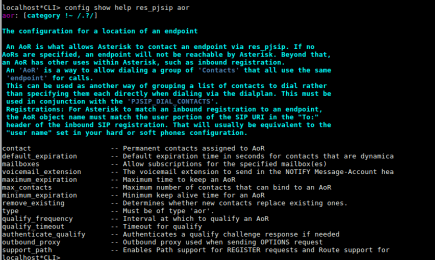 localhost*CLI> config show help res_pjsip aor
aor: [category !~ /.?/]
The configuration for a location of an endpoint
An AoR is what allows Asterisk to contact an endpoint via res_pjsip. If no
AoRs are specified, an endpoint will not be reachable by Asterisk. Beyond that,
an AoR has other uses within Asterisk, such as inbound registration.
An 'AoR' is a way to allow dialing a group of 'Contacts' that all use the same
'endpoint' for calls.
This can be used as another way of grouping a list of contacts to dial rather
than specifying them each directly when dialing via the dialplan. This must be
used in conjunction with the 'PJSIP_DIAL_CONTACTS'.
Registrations: For Asterisk to match an inbound registration to an endpoint,
the AoR object name must match the user portion of the SIP URI in the "To:"
header of the inbound SIP registration. That will usually be equivalent to the
"user name" set in your hard or soft phones configuration.
contact -- Permanent contacts assigned to AoR
default_expiration -- Default expiration time in seconds for contacts that are dynamica
mailboxes -- Allow subscriptions for the specified mailbox(es)
voicemail_extension -- The voicemail extension to send in the NOTIFY Message-Account hea
maximum_expiration -- Maximum time to keep an AoR
max_contacts -- Maximum number of contacts that can bind to an AoR
minimum_expiration -- Minimum keep alive time for an AoR
remove_existing -- Determines whether new contacts replace existing ones.
type -- Must be of type 'aor'.
qualify_frequency -- Interval at which to qualify an AoR
qualify_timeout -- Timeout for qualify
authenticate_qualify -- Authenticates a qualify challenge response if needed
outbound_proxy -- Outbound proxy used when sending OPTIONS request
support_path -- Enables Path support for REGISTER requests and Route support for
localhost*CLI>